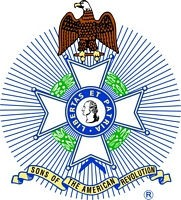 LIBERTAS ET PATRIA
SONS OF THE AMERICAN REVOLUTION
®